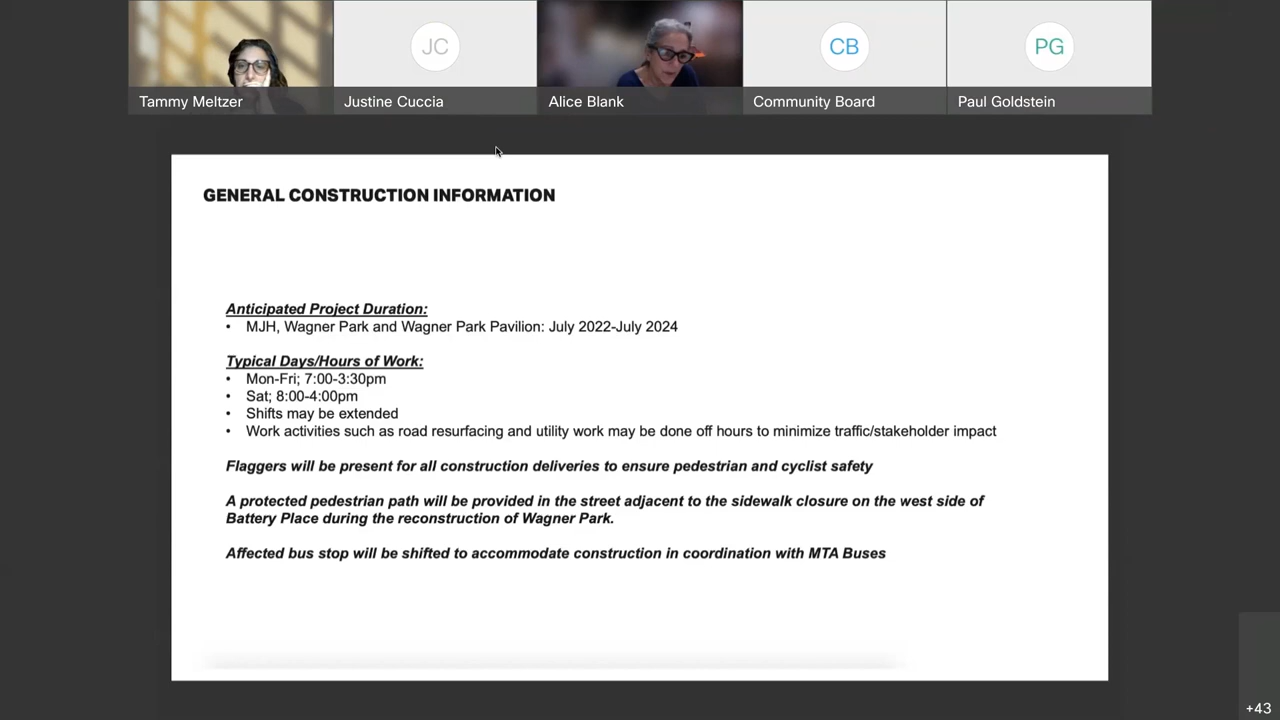 JC
CB
PG
Tammy Meltzer
Justine Cuccia
Alice Blank
Community Board
Paul Goldstein
GENERAL CONSTRUCTION INFORMATION
Anticipated Project Duration:
• MJH, Wagner Park and Wagner Park Pavilion: July 2022-July 2024
Typical Days/Hours of Work:
• Mon-Fri; 7:00-3:30pm
• Sat; 8:00-4:00pm
• Shifts may be extended
• Work activities such as road resurfacing and utility work may be done off hours to minimize traffic/stakeholder impact
Flaggers will be present for all construction deliveries to ensure pedestrian and cyclist safety
A protected pedestrian path will be provided in the street adjacent to the sidewalk closure on the west side of
Battery Place during the reconstruction of Wagner Park.
Affected bus stop will be shifted to accommodate construction in coordination with MTA Buses
+43